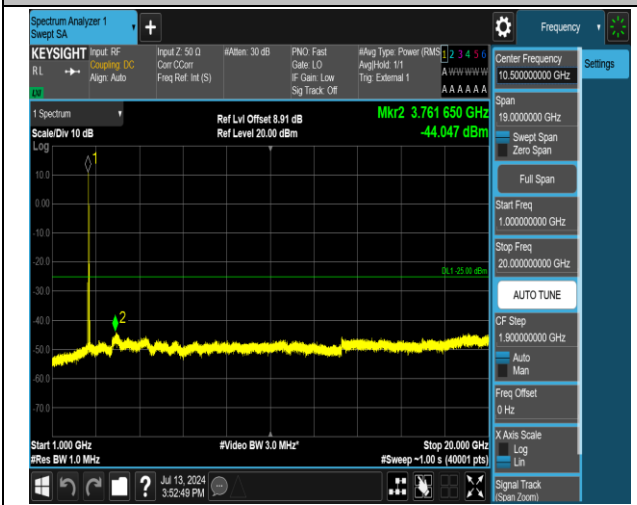 Spectrum Analyzer 1
Swept SA
+
Frequency
KEYSIGHT
RL
LXI
Input: RF
Coupling: DC
Align: Auto
Input Z: 50 Ω
Corr CCorr
Freq Ref: Int (S)
#Atten: 30 dB
PNO: Fast
Gate: LO
IF Gain: Low
Sig Track: Off
#Avg Type: Power (RMS
Avg|Hold: 1/1
Trig: External 1
1 2 3 4 5 6
A W W W W W
A A A A A A
1 Spectrum
Scale/Div 10 dB
Log
Ref Lvl Offset 8.91 dB
Ref Level 20.00 dBm
Mkr2 3.761 650 GHz
-44.047 dBm
1
10.0
0.00
-10.0
-20.0
DL1 -25.00 dBm
-30.0
-40.0
2
-50.0
-60.0
-70.0
Start 1.000 GHz
#Res BW 1.0 MHz
#Video BW 3.0 MHz*
Stop 20.000 GHz
#Sweep ~1.00 s (40001 pts)
?
Jul 13, 2024
3:52:49 PM
Center Frequency
10.500000000 GHz
Settings
Span
19.0000000 GHz
Swept Span
Zero Span
Full Span
Start Freq
1.000000000 GHz
Stop Freq
20.000000000 GHz
AUTO TUNE
CF Step
1.900000000 GHz
Auto
Man
Freq Offset
0 Hz
X Axis Scale
Log
Lin
Signal Track
(Span Zoom)